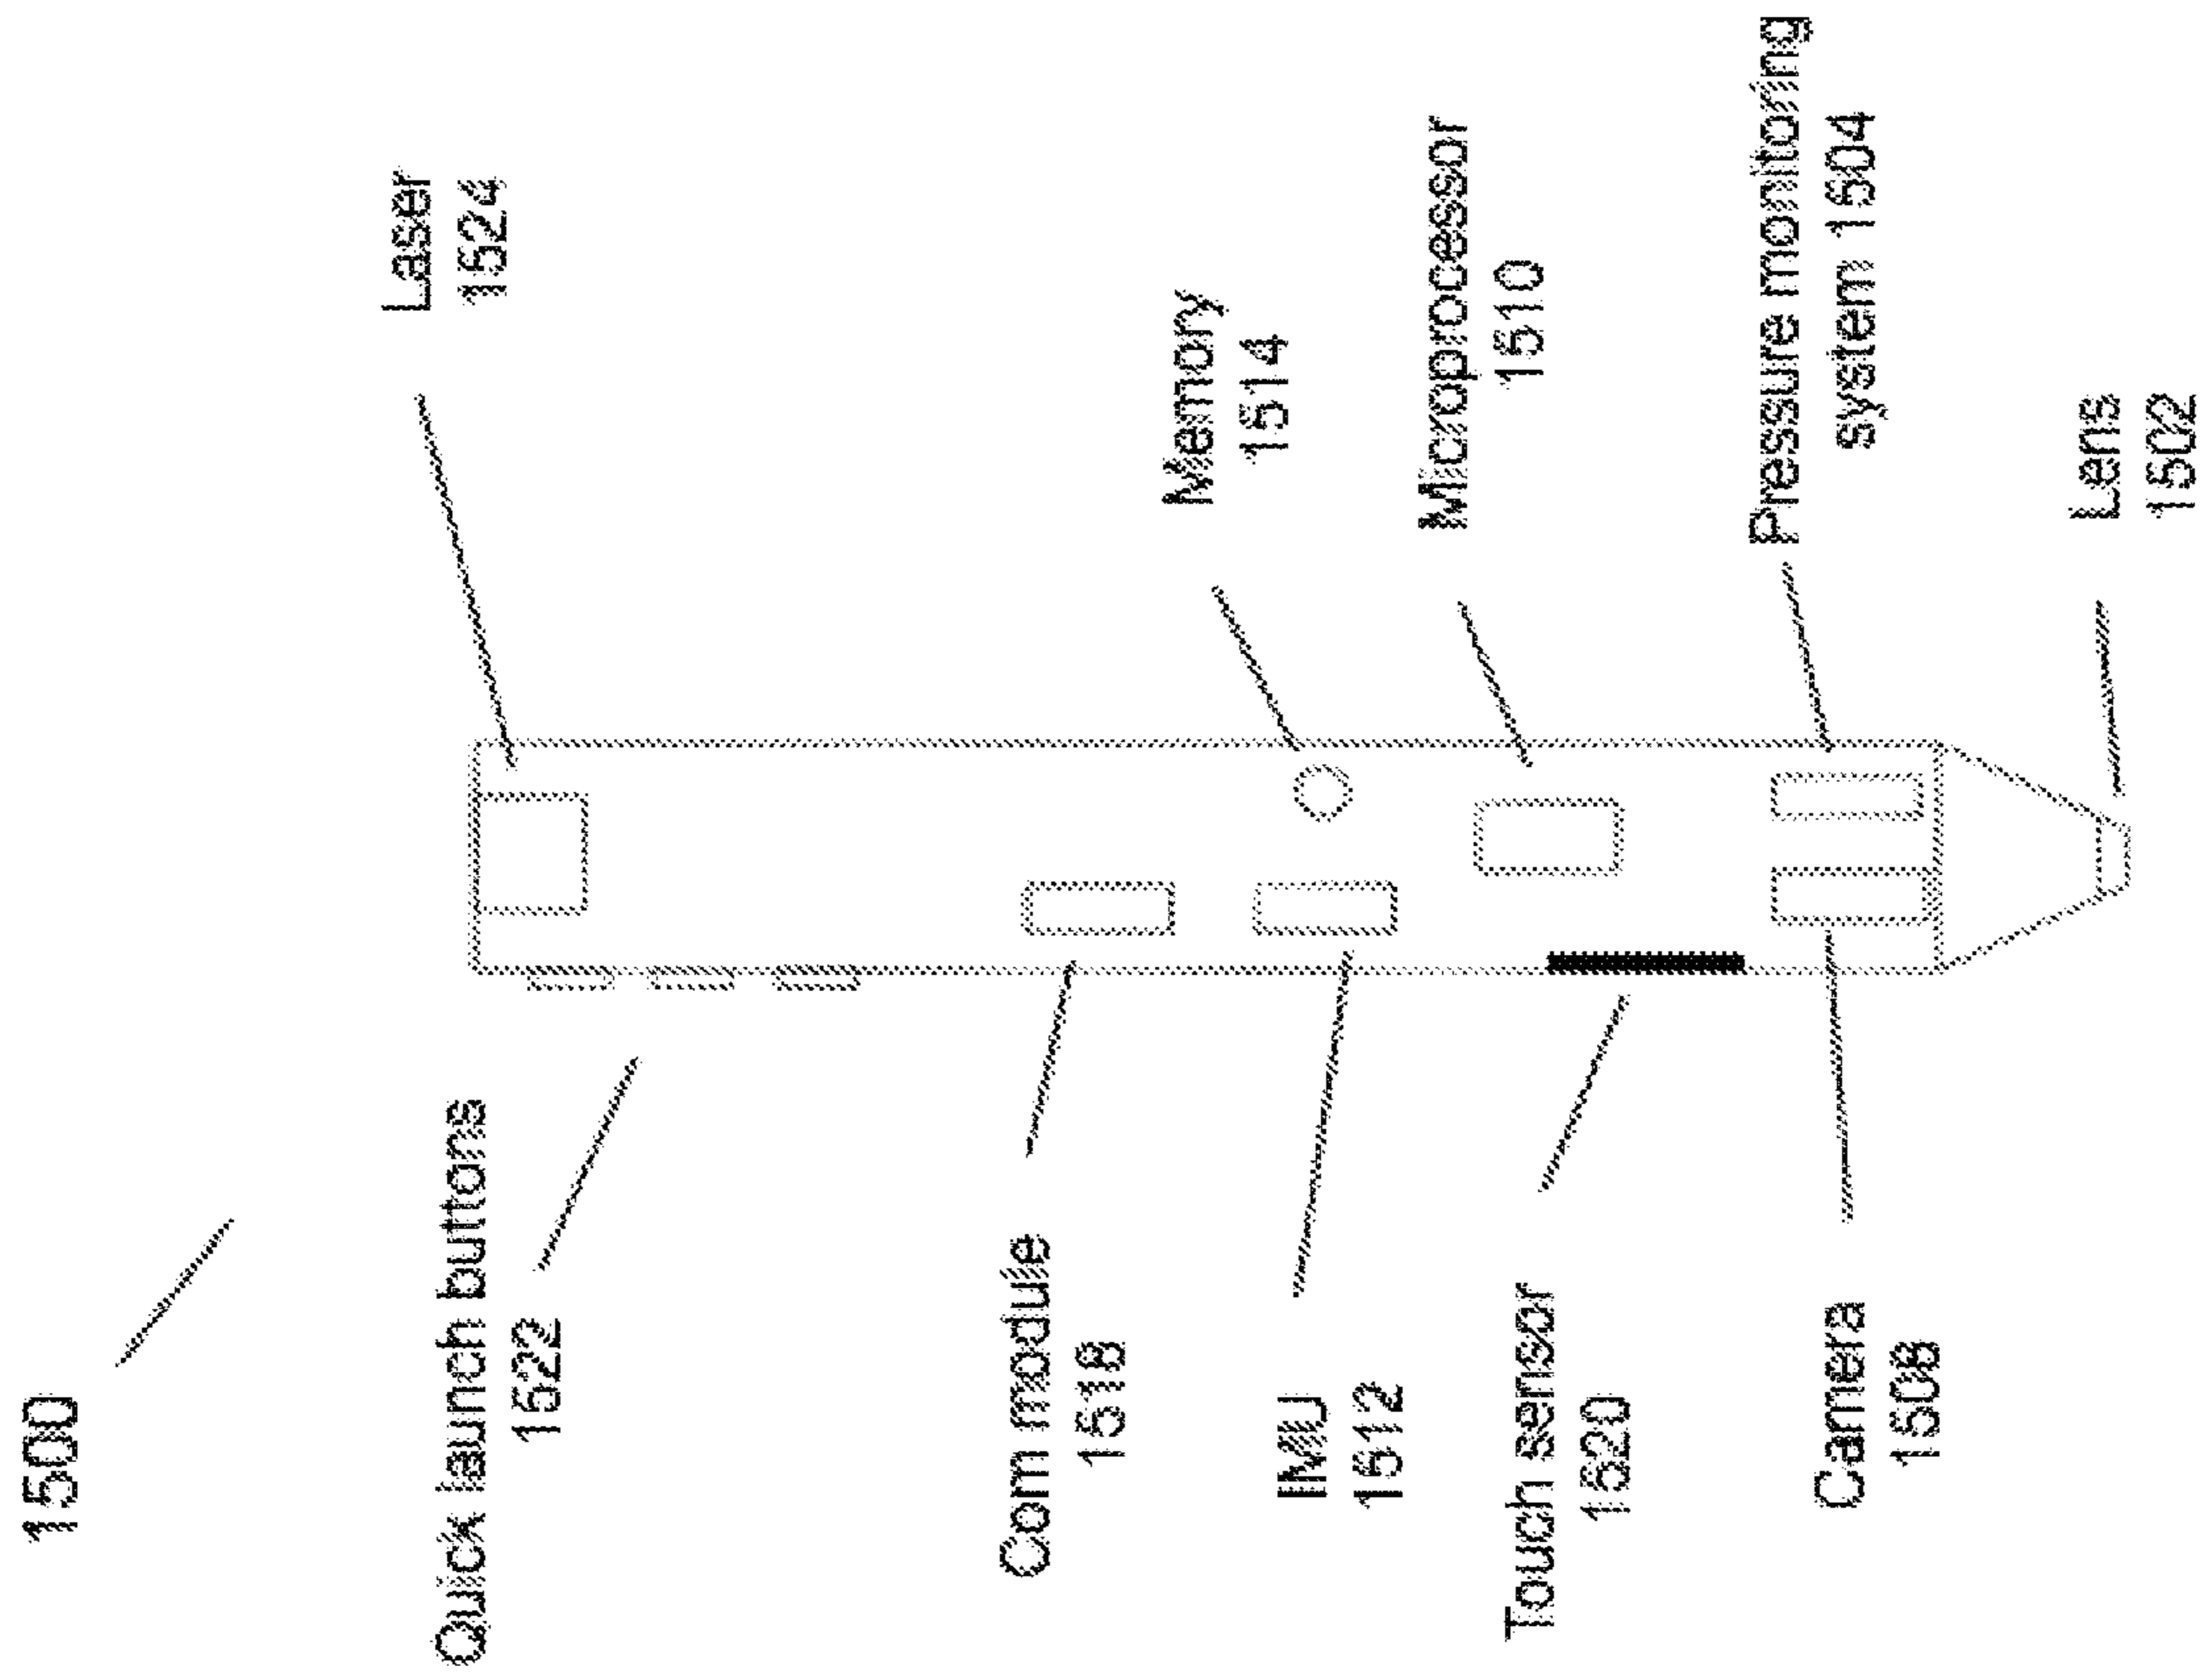 1500
Quick launch buttons
1522
Com module
1518
IMU
1512
Touch sensor
1520
Camera
1508
Laser
1524
Memory
1514
Microprocessor
1510
Pressure monitoring
system 1504
Lens
1502